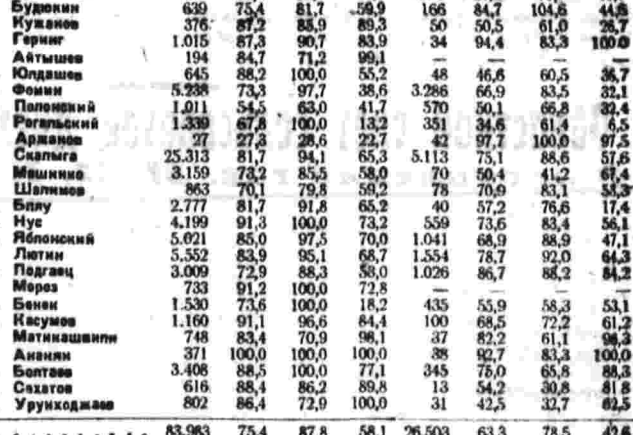 Будюкин 639 75,4 81,7 59,9 166 84,7 104,6 44,6
Кужанов 376 87,2 85,9 89,3 50 50,5 61,0 26,7
Геринг 1.015 87,3 90,7 83,9 34 94,4 83,3 100,0
Айтышев 194 84,7 71,2 99,1 — — — —
Юлдашев 645 88,2 100,0 55,2 48 46,6 60,5 36,7
Фомин 5.238 73,3 97,7 38,6 3.286 66,9 83,5 32,1
Полонский 1.011 54,5 63,0 41,7 570 50,1 66,8 32,4
Рогальский 1.339 67,8 100,0 13,2 351 34,6 61,4 6,5
Аржанов 27 27,3 28,6 22,7 42 97,7 100,0 97,5
Скалыга 25.313 81,7 94,1 65,3 5.113 75,1 88,6 57,6
Машкина 3.159 73,2 85,5 58,0 70 50,4 41,2 67,4
Шалимов 863 70,1 79,8 59,2 78 70,9 83,1 53,3
Блау 2.777 81,7 91,8 65,2 40 57,2 76,6 17,4
Нус 4.199 91,3 100,0 73,2 559 73,6 83,4 56,1
Яблонский 5.021 85,0 97,5 70,0 1.041 68,9 88,9 47,1
Лютин 5.552 83,9 95,1 68,7 1.554 78,7 92,0 64,3
Подгаец 3.009 72,9 88,3 53,0 1.026 86,7 88,2 84,2
Мороз 733 91,2 100,0 72,8 — — — —
Бенек 1.530 73,6 100,0 18,2 435 55,9 58,3 53,1
Касумов 1.160 91,1 96,6 84,4 100 68,5 72,2 61,2
Матикашвили 748 83,4 70,9 98,1 37 82,2 61,1 98,3
Ананян 371 100,0 100,0 100,0 38 92,7 83,3 100,0
Болтаев 3.408 88,5 100,0 77,1 345 75,0 65,8 88,3
Сахатов 616 88,4 86,2 89,8 13 54,2 30,8 81,8
Урунходжаев 802 86,4 72,9 100,0 31 42,5 32,7 62,5
83.983 75,4 87,8 58,1 26.503 63,3 78,5 42,6